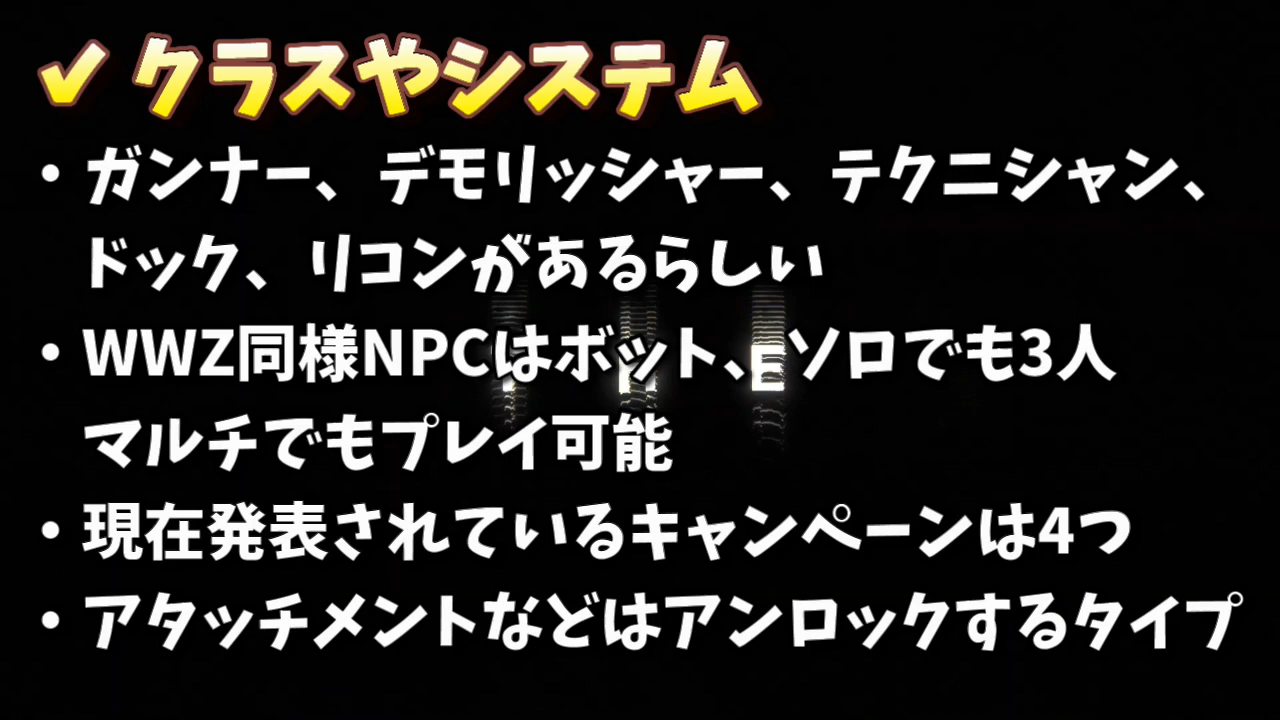 ✓ クラスやシステム
・ガンナー、デモリッシャー、テクニシャン、
ドック、リコンがあるらしい
・WWZ同様NPCはボット、ソロでも3人
マルチでもプレイ可能
・現在発表されているキャンペーンは4つ
・アタッチメントなどはアンロックするタイプ